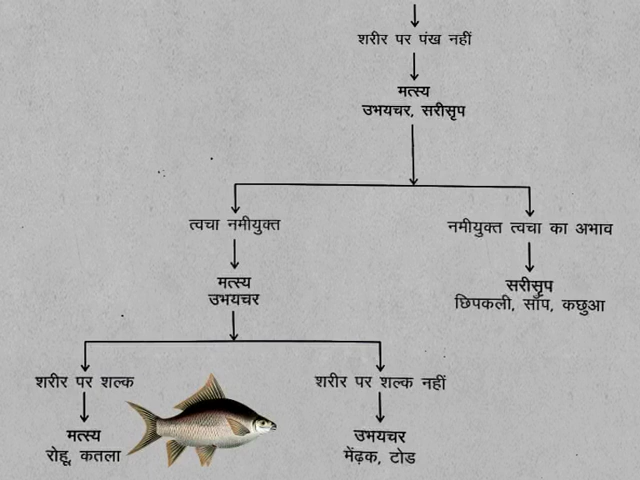 शरीर पर पंख नहीं
मत्स्य
उभयचर, सरीसृप
त्वचा नमीयुक्त
नमीयुक्त त्वचा का अभाव
मत्स्य
उभयचर
सरीसृप
छिपकली, साँप, कछुआ
शरीर पर शल्क
शरीर पर शल्क नहीं
मत्स्य
रोहू, कतला
उभयचर
मेंढ़क, टोड